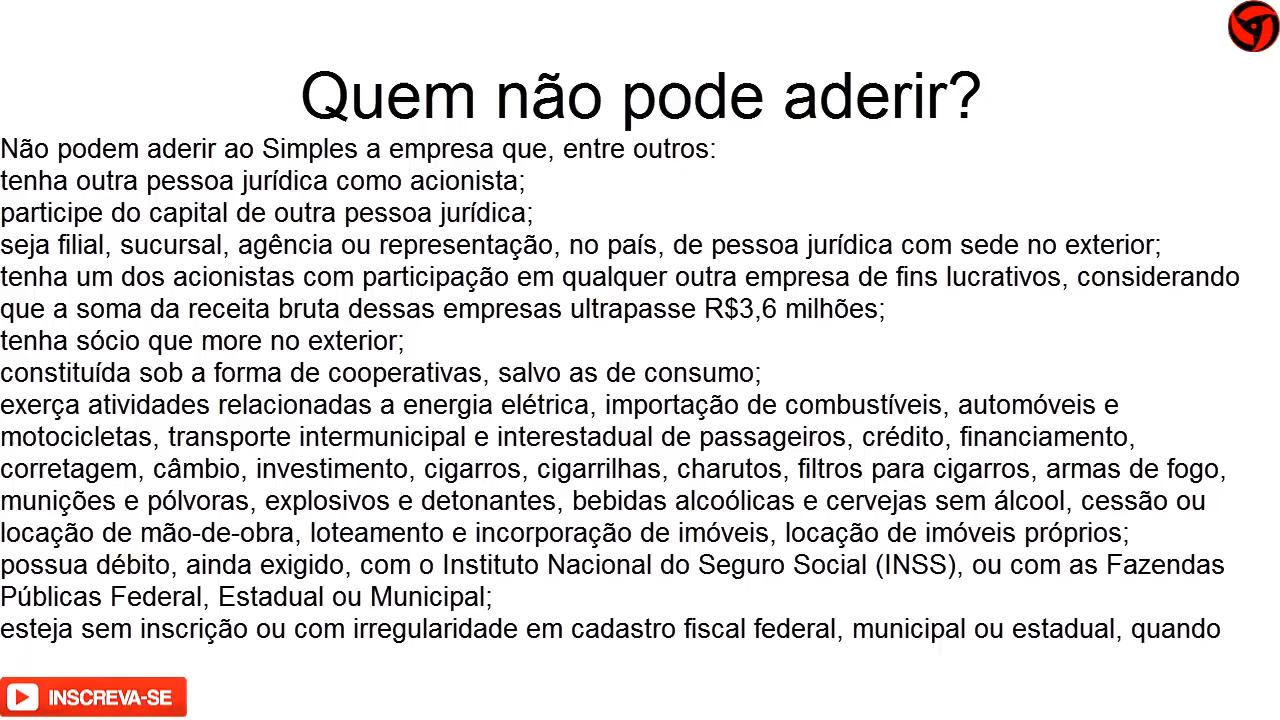 Quem não pode aderir?
Não podem aderir ao Simples a empresa que, entre outros:
tenha outra pessoa jurídica como acionista;
participe do capital de outra pessoa jurídica;
seja filial, sucursal, agência ou representação, no país, de pessoa jurídica com sede no exterior;
tenha um dos acionistas com participação em qualquer outra empresa de fins lucrativos, considerando
que a soma da receita bruta dessas empresas ultrapasse R$3,6 milhões;
tenha sócio que more no exterior;
constituída sob a forma de cooperativas, salvo as de consumo;
exerça atividades relacionadas a energia elétrica, importação de combustíveis, automóveis e
motocicletas, transporte intermunicipal e interestadual de passageiros, crédito, financiamento,
corretagem, câmbio, investimento, cigarros, cigarrilhas, charutos, filtros para cigarros, armas de fogo,
munições e pólvoras, explosivos e detonantes, bebidas alcoólicas e cervejas sem álcool, cessão ou
locação de mão-de-obra, loteamento e incorporação de imóveis, locação de imóveis próprios;
possua débito, ainda exigido, com o Instituto Nacional do Seguro Social (INSS), ou com as Fazendas
Públicas Federal, Estadual ou Municipal;
esteja sem inscrição ou com irregularidade em cadastro fiscal federal, municipal ou estadual, quando
INSCREVA-SE